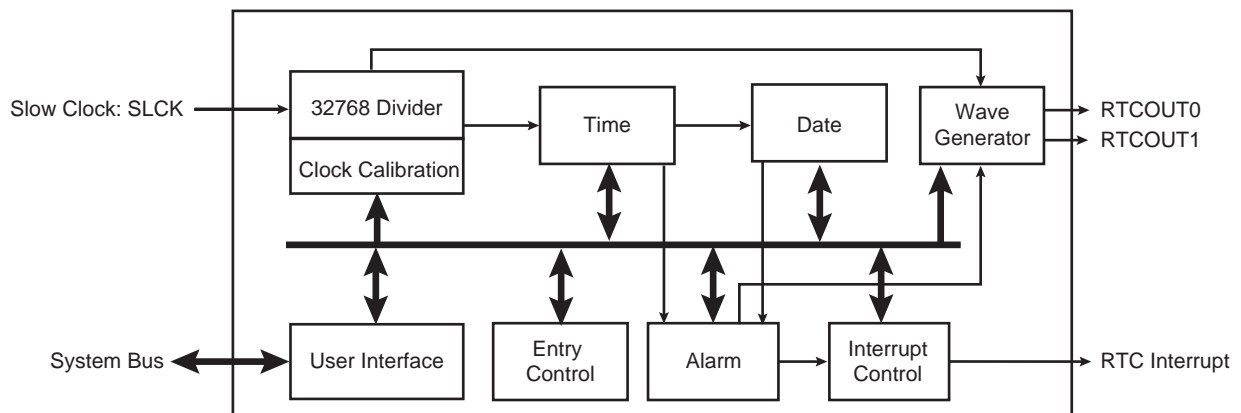 Slow Clock: SLCK
32768 Divider
Clock Calibration
Time
Date
Wave
Generator
RTCOUT0
RTCOUT1
System Bus
User Interface
Entry
Control
Alarm
Interrupt
Control
RTC Interrupt